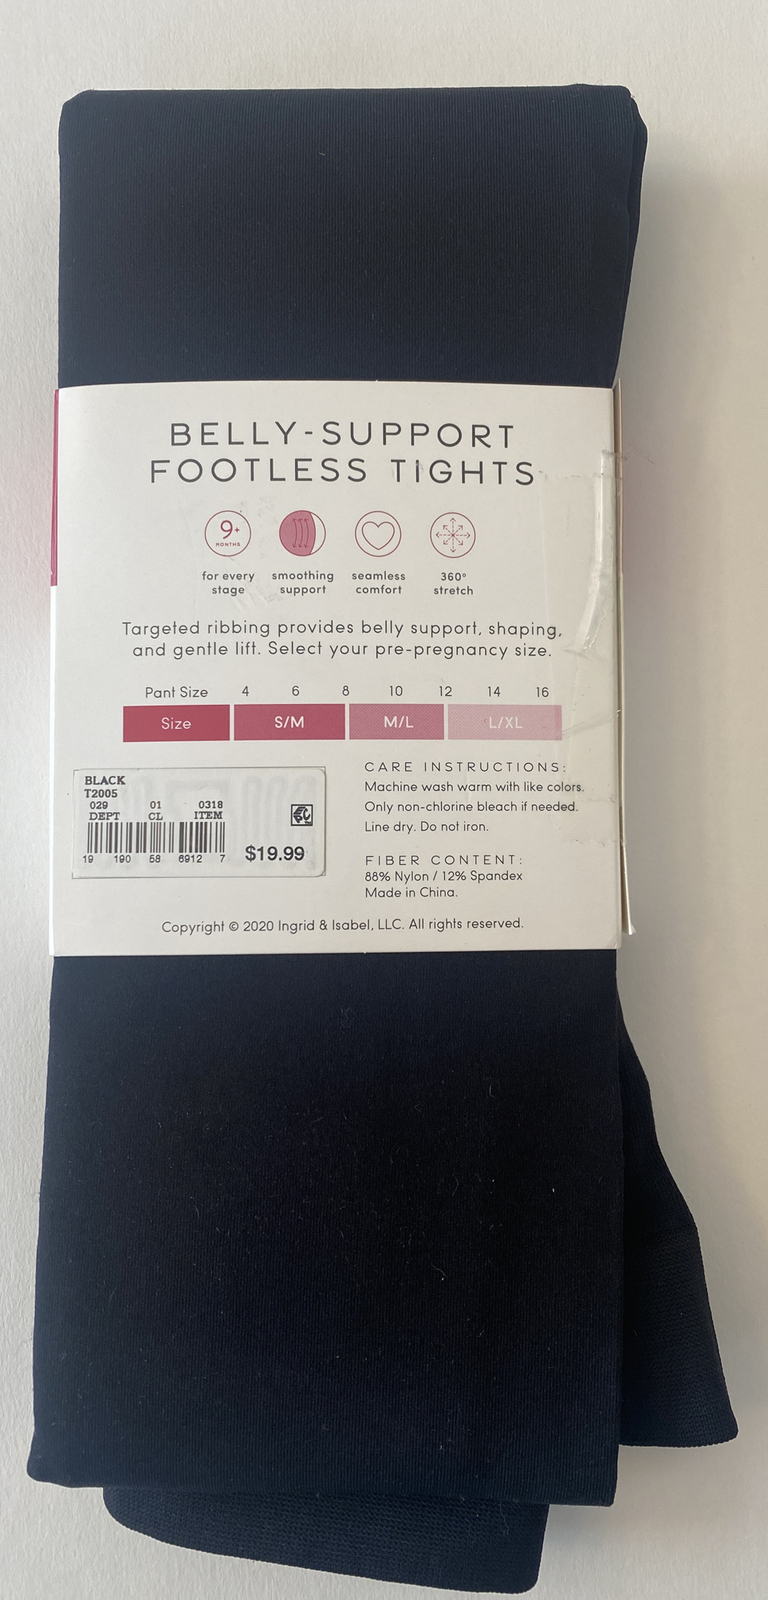 BELLY-SUPPORT
FOOTLESS TIGHTS
9+
MONTHS
for every
stage
smoothing
support
seamless
comfort
360°
stretch
Targeted ribbing provides belly support, shaping,
and gentle lift. Select your pre-pregnancy size.
Pant Size 4 6 8 10 12 14 16
Size S/M M/L L/XL
BLACK
T2005
029 01 0318
DEPT CL ITEM
19 190 58 6912 7
$19.99
CARE INSTRUCTIONS:
Machine wash warm with like colors.
Only non-chlorine bleach if needed.
Line dry. Do not iron.
FIBER CONTENT:
88% Nylon / 12% Spandex
Made in China.
Copyright © 2020 Ingrid & Isabel, LLC. All rights reserved.